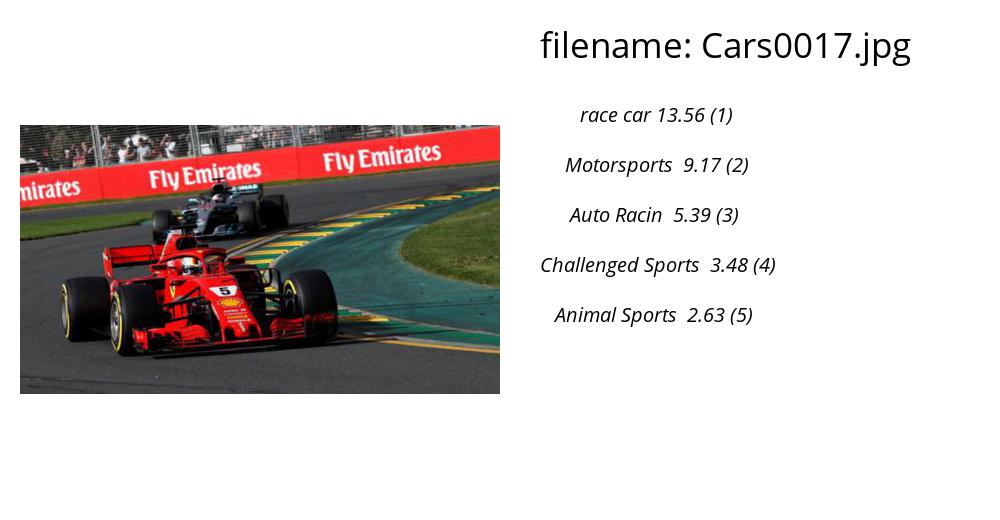 filename: Cars0017.jpg
race car 13.56 (1)
Motorsports 9.17 (2)
Auto Racin 5.39 (3)
Challenged Sports 3.48 (4)
Animal Sports 2.63 (5)
mirates
Fly Emirates
Fly Emirates
5